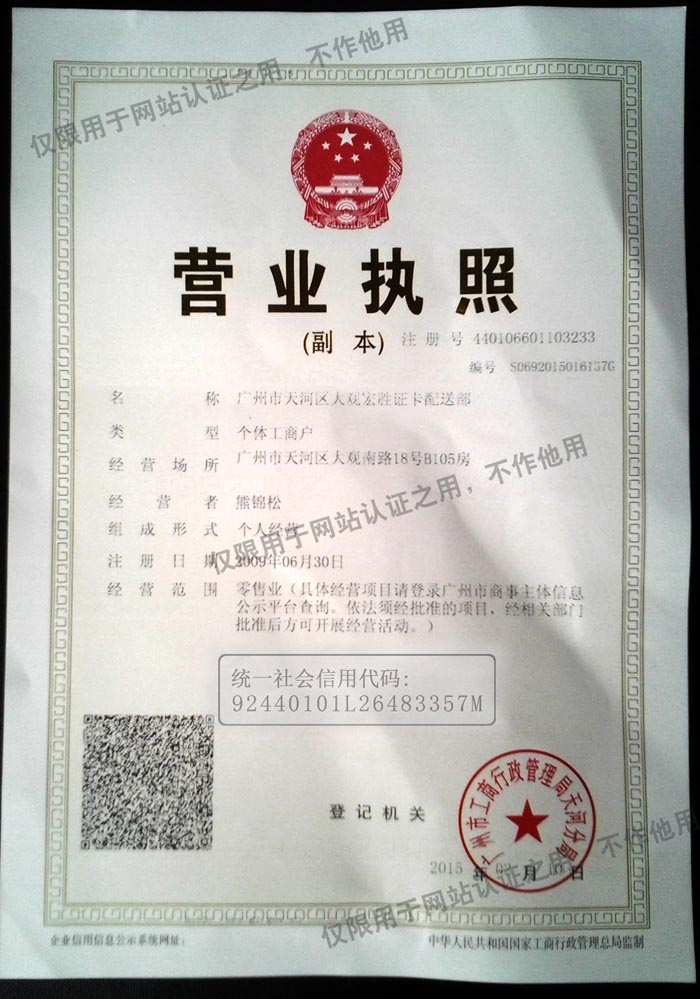 仅限用于网站认证之用，不作他用
营业执照
(副本) 注册号 440106601103233
编号 S0692015016137G
名称 广州市天河区大观宏胜证卡配送部
类型 个体工商户
经营场所 广州市天河区大观南路18号B105房
经营者 熊锦松
组成形式 个人经营
仅限用于网站认证之用，不作他用
注册日期 2009年06月30日
经营范围 零售业（具体经营项目请登录广州市商事主体信息
公示平台查询。依法须经批准的项目，经相关部门
批准后方可开展经营活动。）
统一社会信用代码：
92440101L26483357M
登记机关
广州市工商行政管理局天河分局
2015 年 月 日
仅限用于网站认证之用，不作他用
企业信用信息公示系统网址：
中华人民共和国国家工商行政管理总局监制